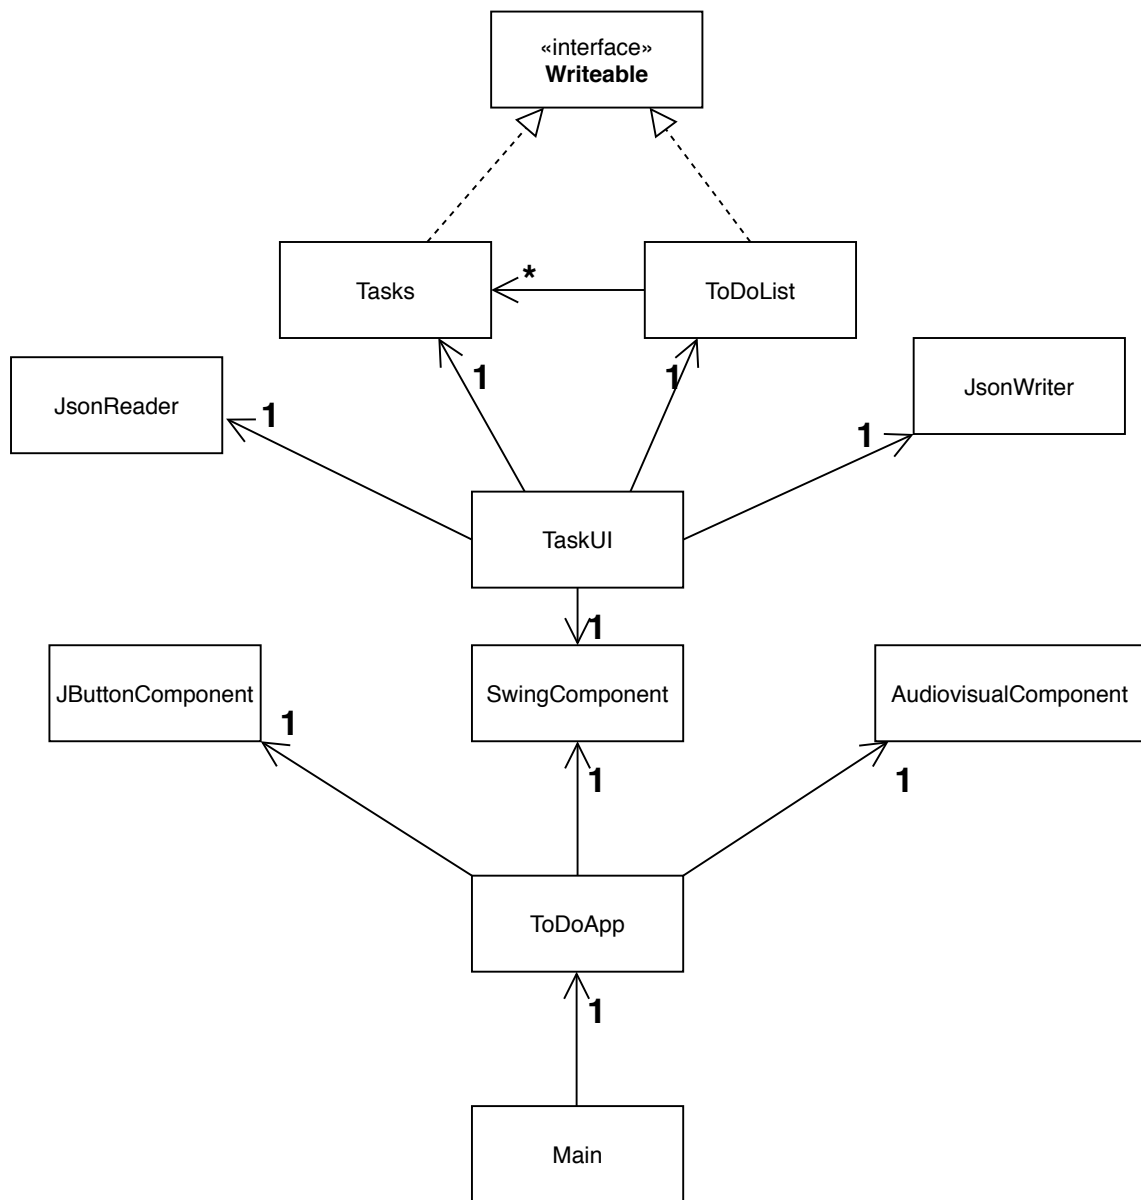 «interface»
Writeable
*
Tasks
ToDoList
1
1
JsonReader
1
JsonWriter
1
TaskUI
1
JButtonComponent
SwingComponent
AudiovisualComponent
1
1
1
ToDoApp
1
Main